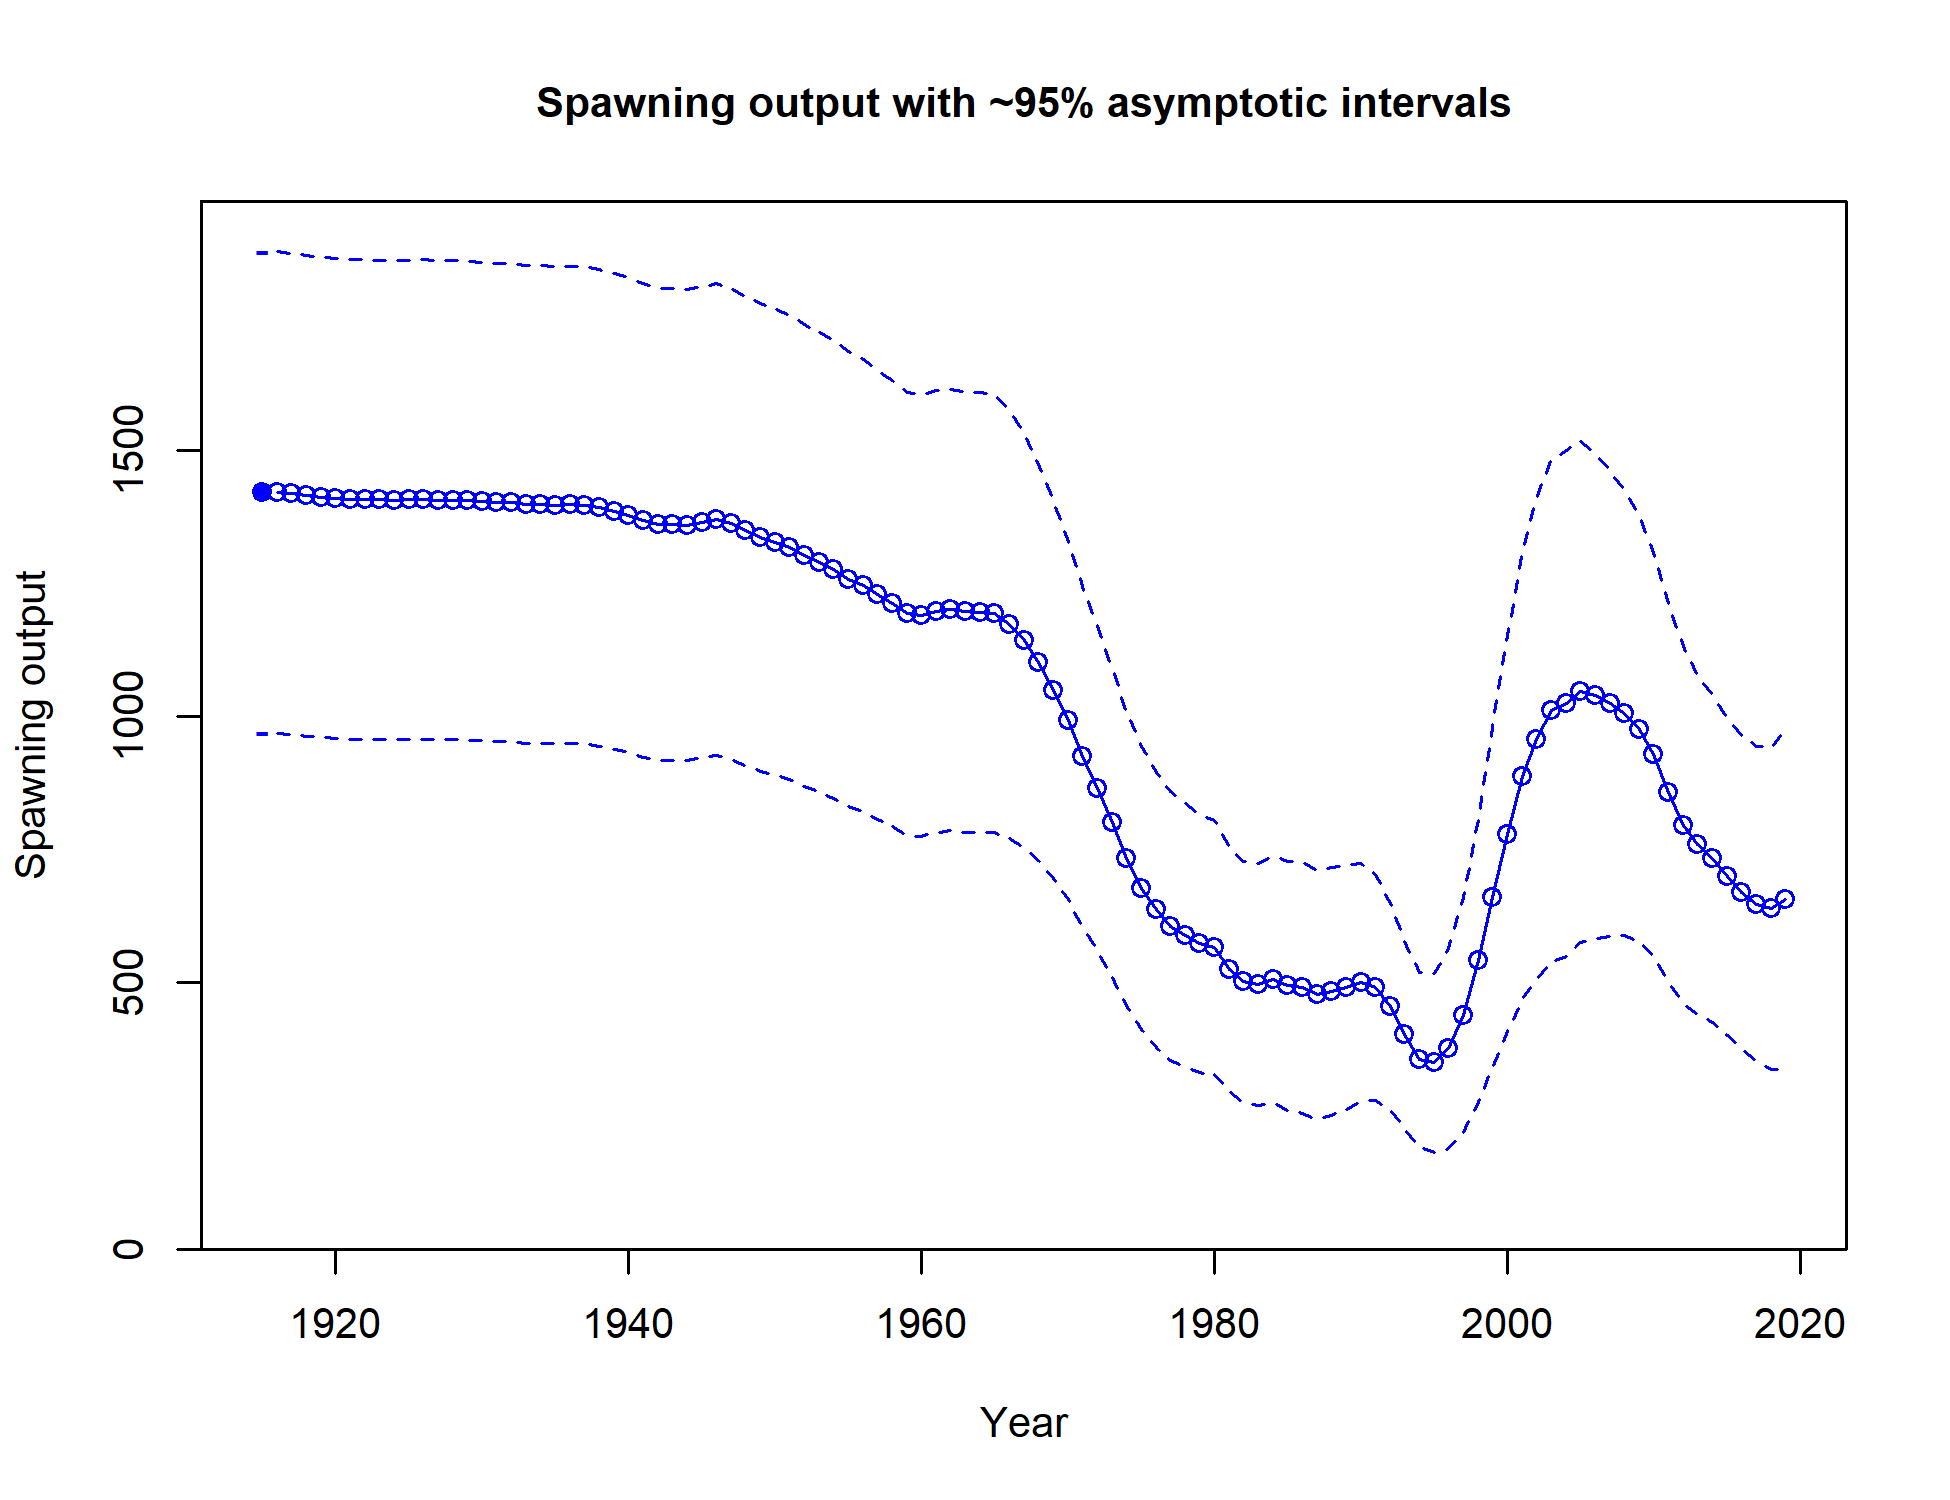 Spawning output with ~95% asymptotic intervals
Spawning output
1500
1000
500
0
1920 1940 1960 1980 2000 2020
Year